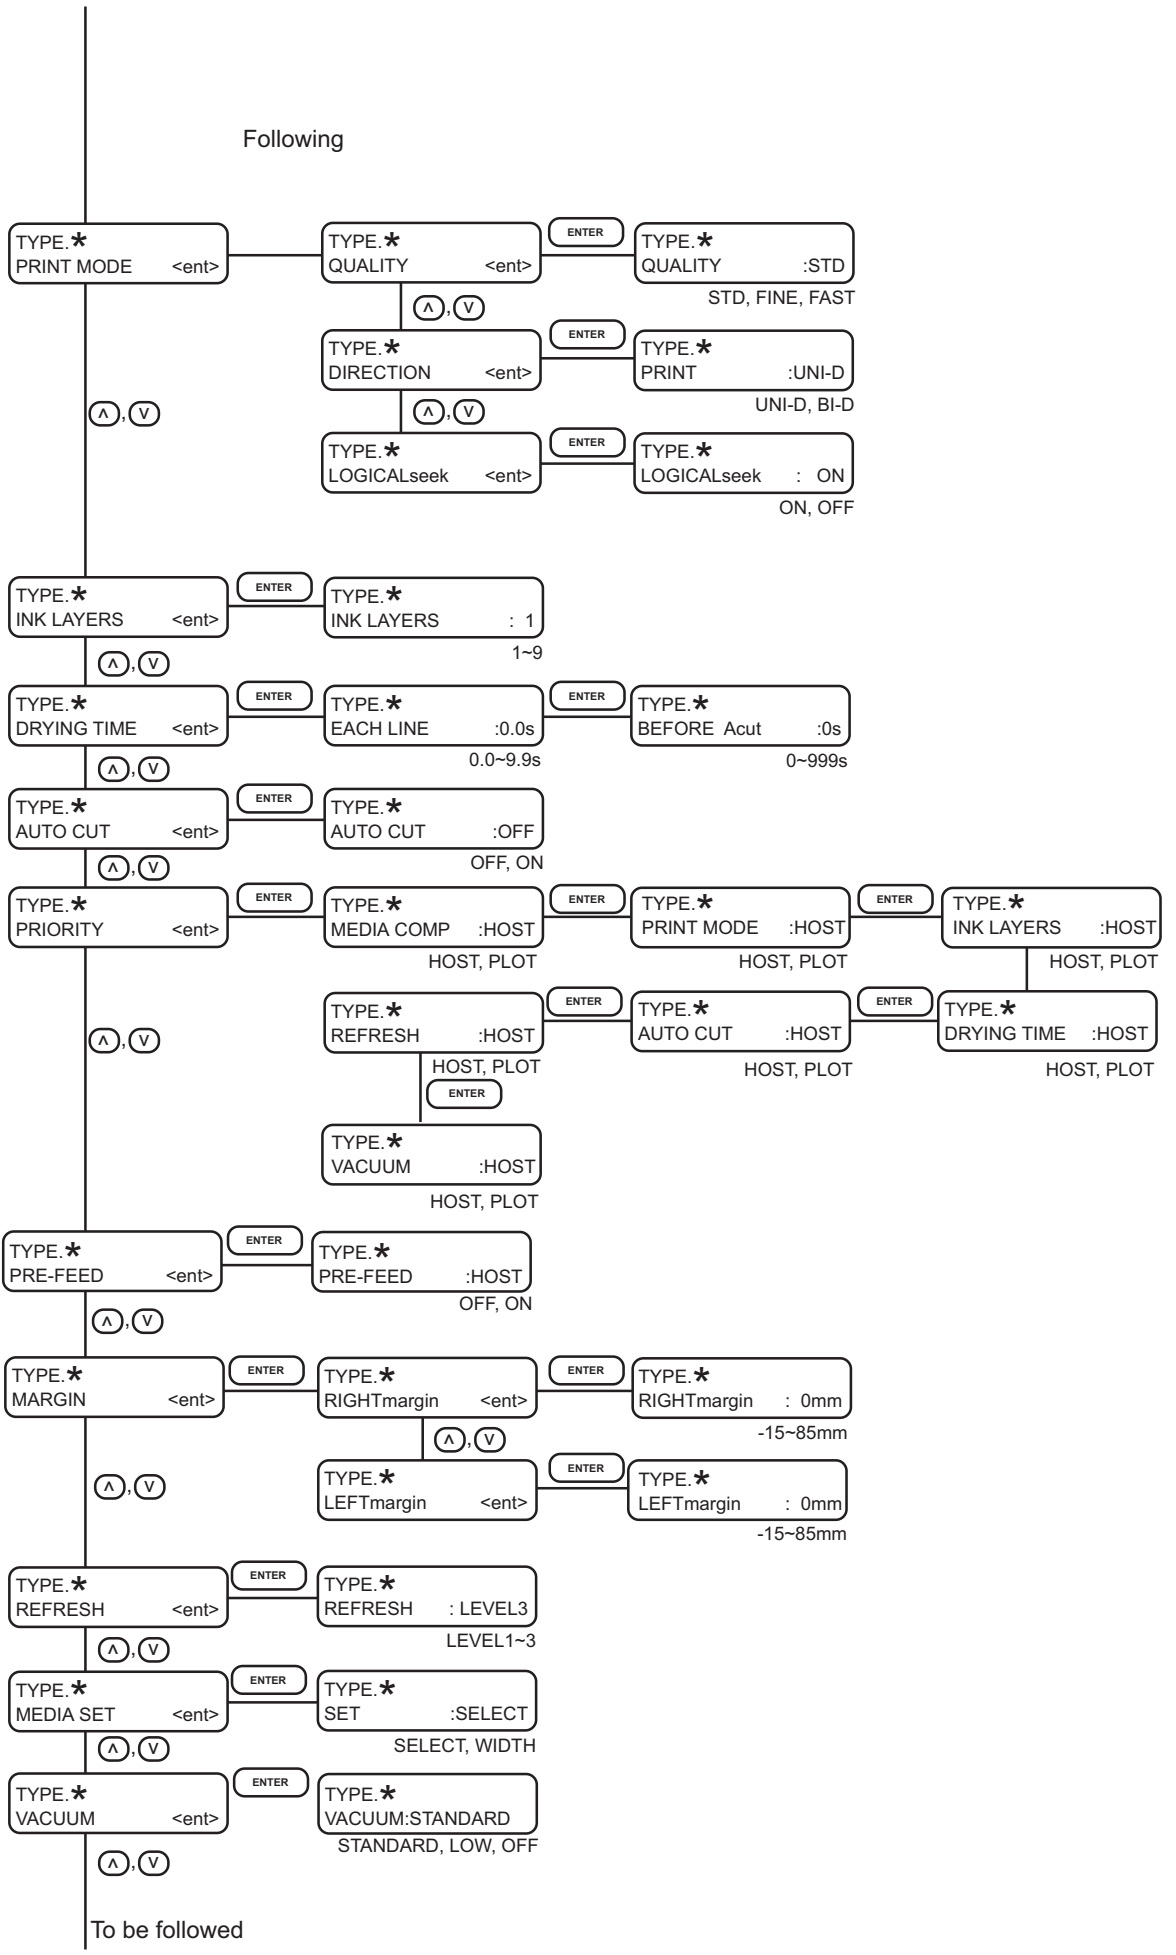 Following
TYPE.*
PRINT MODE <ent>
TYPE.*
QUALITY <ent>
ENTER
TYPE.*
QUALITY :STD
STD, FINE, FAST
∧, ∨
TYPE.*
DIRECTION <ent>
ENTER
TYPE.*
PRINT :UNI-D
UNI-D, BI-D
∧, ∨
∧, ∨
TYPE.*
LOGICALseek <ent>
ENTER
TYPE.*
LOGICALseek : ON
ON, OFF
TYPE.*
INK LAYERS <ent>
ENTER
TYPE.*
INK LAYERS : 1
1~9
∧, ∨
TYPE.*
DRYING TIME <ent>
ENTER
TYPE.*
EACH LINE :0.0s
0.0~9.9s
ENTER
TYPE.*
BEFORE Acut :0s
0~999s
∧, ∨
TYPE.*
AUTO CUT <ent>
ENTER
TYPE.*
AUTO CUT :OFF
OFF, ON
∧, ∨
TYPE.*
PRIORITY <ent>
ENTER
TYPE.*
MEDIA COMP :HOST
HOST, PLOT
ENTER
TYPE.*
PRINT MODE :HOST
HOST, PLOT
ENTER
TYPE.*
INK LAYERS :HOST
HOST, PLOT
TYPE.*
DRYING TIME :HOST
HOST, PLOT
ENTER
TYPE.*
AUTO CUT :HOST
HOST, PLOT
ENTER
TYPE.*
REFRESH :HOST
HOST, PLOT
ENTER
TYPE.*
VACUUM :HOST
HOST, PLOT
∧, ∨
TYPE.*
PRE-FEED <ent>
ENTER
TYPE.*
PRE-FEED :HOST
OFF, ON
∧, ∨
TYPE.*
MARGIN <ent>
ENTER
TYPE.*
RIGHTmargin <ent>
ENTER
TYPE.*
RIGHTmargin : 0mm
-15~85mm
∧, ∨
TYPE.*
LEFTmargin <ent>
ENTER
TYPE.*
LEFTmargin : 0mm
-15~85mm
∧, ∨
TYPE.*
REFRESH <ent>
ENTER
TYPE.*
REFRESH : LEVEL3
LEVEL1~3
∧, ∨
TYPE.*
MEDIA SET <ent>
ENTER
TYPE.*
SET :SELECT
SELECT, WIDTH
∧, ∨
TYPE.*
VACUUM <ent>
ENTER
TYPE.*
VACUUM:STANDARD
STANDARD, LOW, OFF
∧, ∨
To be followed